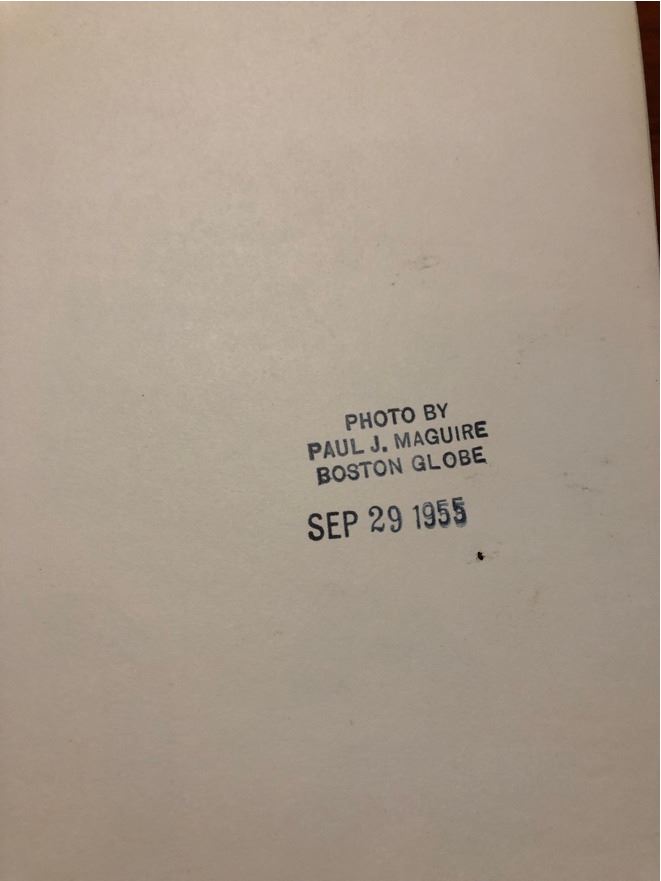 PHOTO BY
PAUL J. MAGUIRE
BOSTON GLOBE
SEP 29 1955